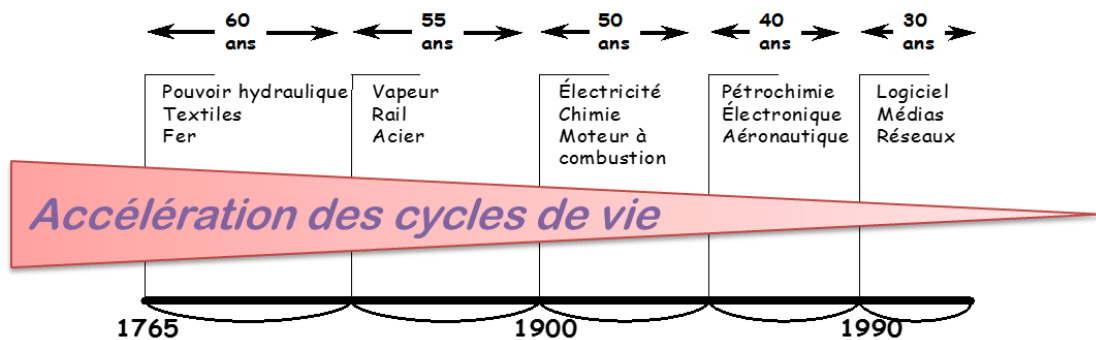 60
ans
55
ans
50
ans
40
ans
30
ans
Pouvoir hydraulique
Textiles
Fer
Vapeur
Rail
Acier
Électricité
Chimie
Moteur à
combustion
Pétrochimie
Électronique
Aéronautique
Logiciel
Médias
Réseaux
Accélération des cycles de vie
1765
1900
1990